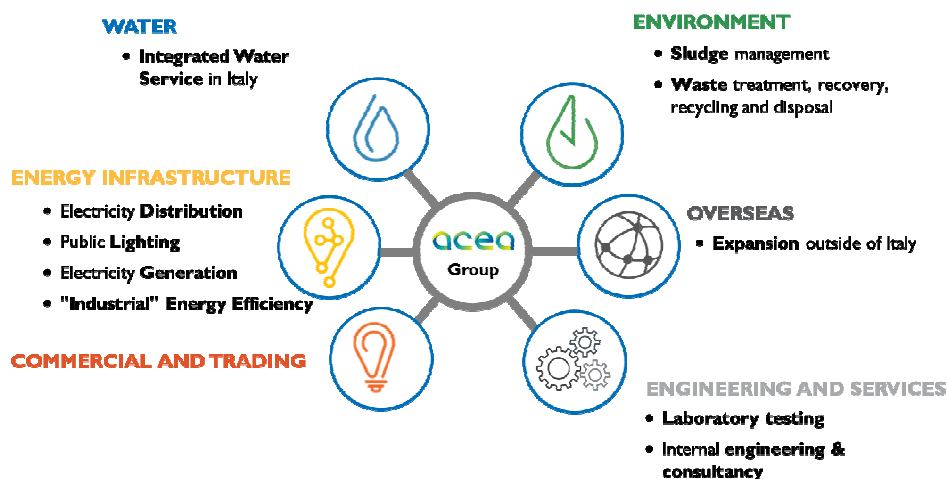 WATER
• Integrated Water
Service in Italy
ENVIRONMENT
• Sludge management
• Waste treatment, recovery,
recycling and disposal
ENERGY INFRASTRUCTURE
• Electricity Distribution
• Public Lighting
• Electricity Generation
• "Industrial" Energy Efficiency
acea
Group
OVERSEAS
• Expansion outside of Italy
COMMERCIAL AND TRADING
ENGINEERING AND SERVICES
• Laboratory testing
• Internal engineering &
consultancy